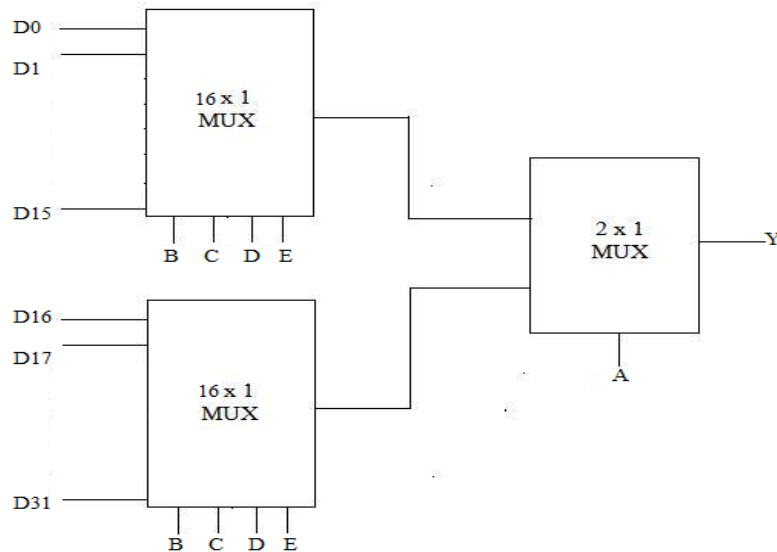 D0
D1
16 x 1
MUX
D15
B C D E
2 x 1
MUX
Y
A
D16
D17
16 x 1
MUX
D31
B C D E